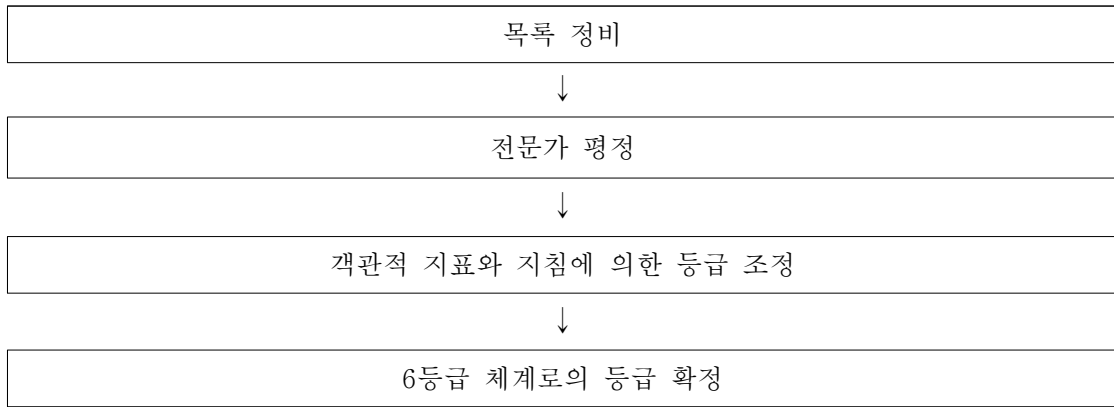 목록 정비
↓
전문가 평정
↓
객관적 지표와 지침에 의한 등급 조정
↓
6등급 체계로의 등급 확정